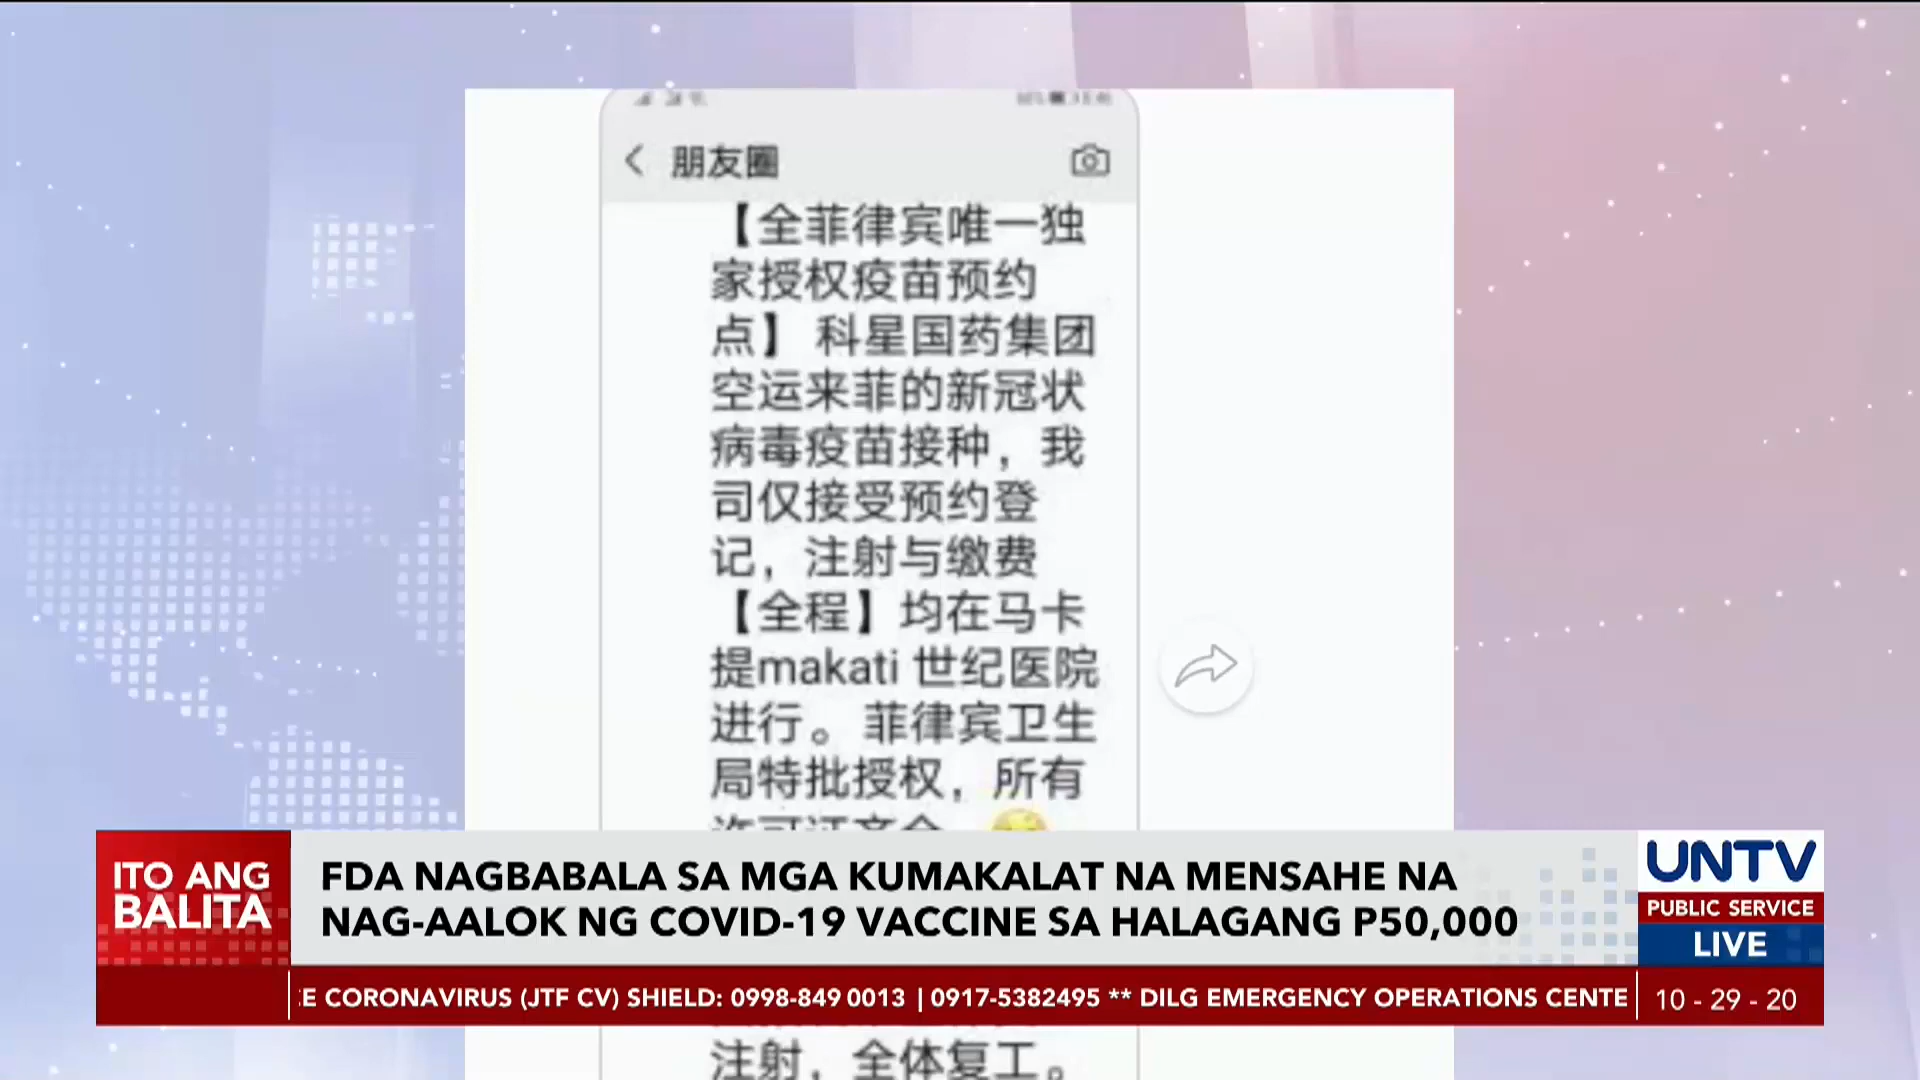 朋友圈
【全菲律宾唯一独
家授权疫苗预约
点】 科星国药集团
空运来菲的新冠状
病毒疫苗接种，我
司仅接受预约登
记，注射与缴费
【全程】均在马卡
提makati 世纪医院
进行。菲律宾卫生
局特批授权，所有
注射，全体复工。
ITO ANG
BALITA
FDA NAGBABALA SA MGA KUMAKALAT NA MENSAHE NA
NAG-AALOK NG COVID-19 VACCINE SA HALAGANG P50,000
UNTV
PUBLIC SERVICE
LIVE
E CORONAVIRUS (JTF CV) SHIELD: 0998-849 0013 | 0917-5382495 ** DILG EMERGENCY OPERATIONS CENTE
10 - 29 - 20